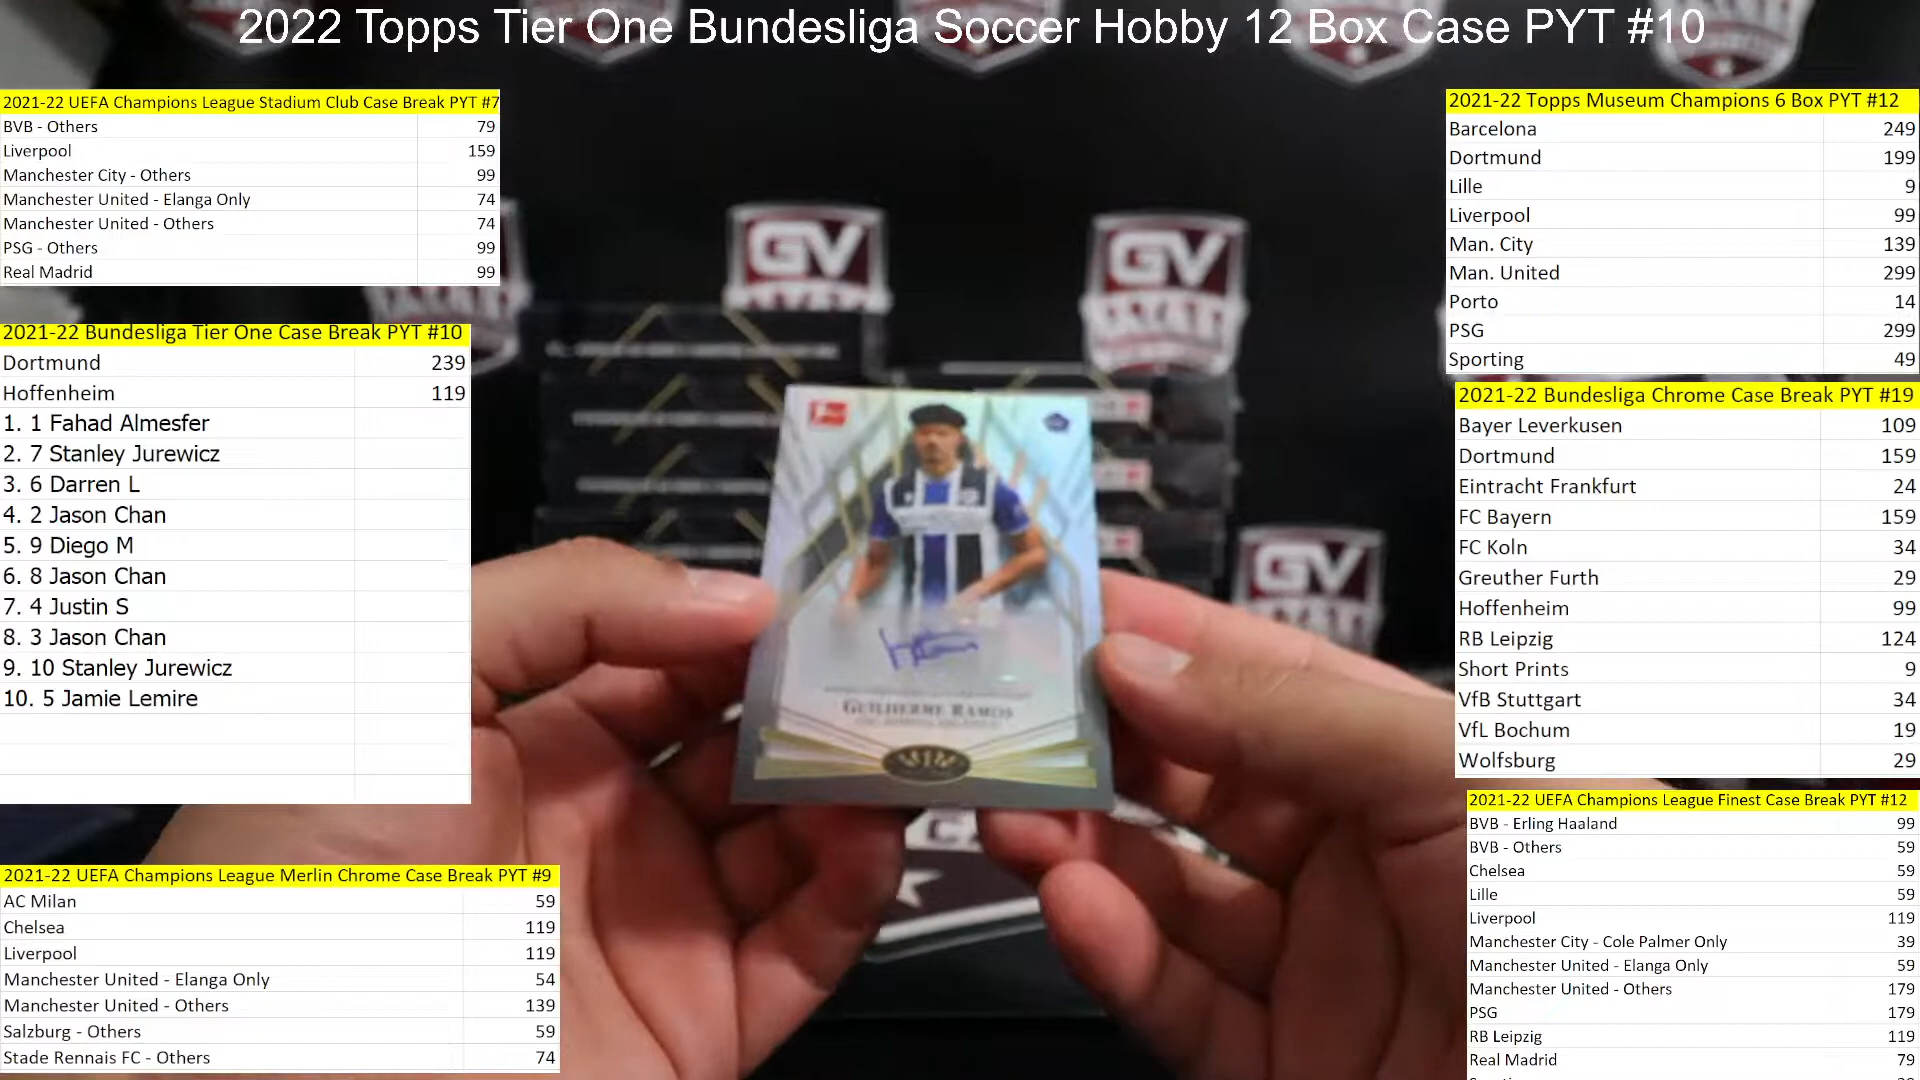 2022 Topps Tier One Bundesliga Soccer Hobby 12 Box Case PYT #10
2021-22 UEFA Champions League Stadium Club Case Break PYT #7
BVB - Others 79
Liverpool 159
Manchester City - Others 99
Manchester United - Elanga Only 74
Manchester United - Others 74
PSG - Others 99
Real Madrid 99
2021-22 Bundesliga Tier One Case Break PYT #10
Dortmund 239
Hoffenheim 119
1. 1 Fahad Almesfer
2. 7 Stanley Jurewicz
3. 6 Darren L
4. 2 Jason Chan
5. 9 Diego M
6. 8 Jason Chan
7. 4 Justin S
8. 3 Jason Chan
9. 10 Stanley Jurewicz
10. 5 Jamie Lemire
2021-22 UEFA Champions League Merlin Chrome Case Break PYT #9
AC Milan 59
Chelsea 119
Liverpool 119
Manchester United - Elanga Only 54
Manchester United - Others 139
Salzburg - Others 59
Stade Rennais FC - Others 74
GV
GV
GV
GUILHERME RAMOS
2021-22 Topps Museum Champions 6 Box PYT #12
Barcelona 249
Dortmund 199
Lille 9
Liverpool 99
Man. City 139
Man. United 299
Porto 14
PSG 299
Sporting 49
2021-22 Bundesliga Chrome Case Break PYT #19
Bayer Leverkusen 109
Dortmund 159
Eintracht Frankfurt 24
FC Bayern 159
FC Koln 34
Greuther Furth 29
Hoffenheim 99
RB Leipzig 124
Short Prints 9
VfB Stuttgart 34
VfL Bochum 19
Wolfsburg 29
2021-22 UEFA Champions League Finest Case Break PYT #12
BVB - Erling Haaland 99
BVB - Others 59
Chelsea 59
Lille 59
Liverpool 119
Manchester City - Cole Palmer Only 39
Manchester United - Elanga Only 59
Manchester United - Others 179
PSG 179
RB Leipzig 119
Real Madrid 79